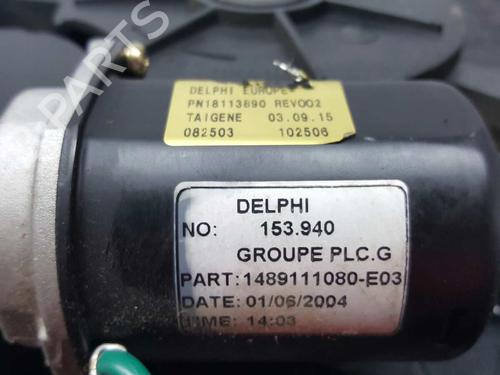 DELPHI EUROPE
PN18113690 REV002
TAIGENE 03.09.15
082503 102506
DELPHI
NO: 153.940
GROUPE PLC.G
PART:1489111080-E03
DATE: 01/06/2004
TIME: 14:03